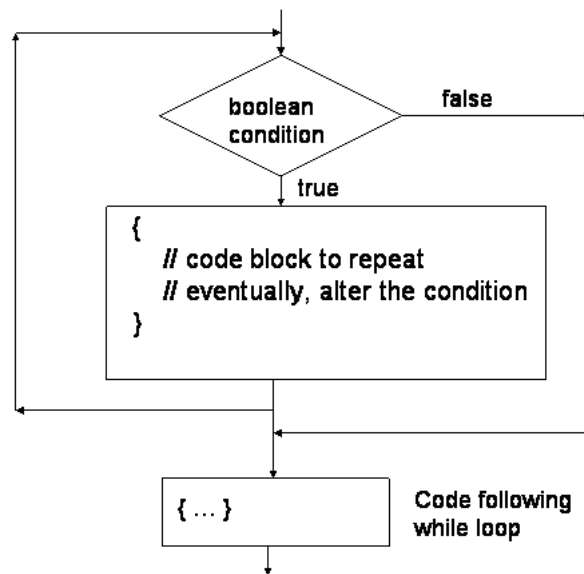 boolean
condition
false
true
{
// code block to repeat
// eventually, alter the condition
}
{ ... }
Code following
while loop